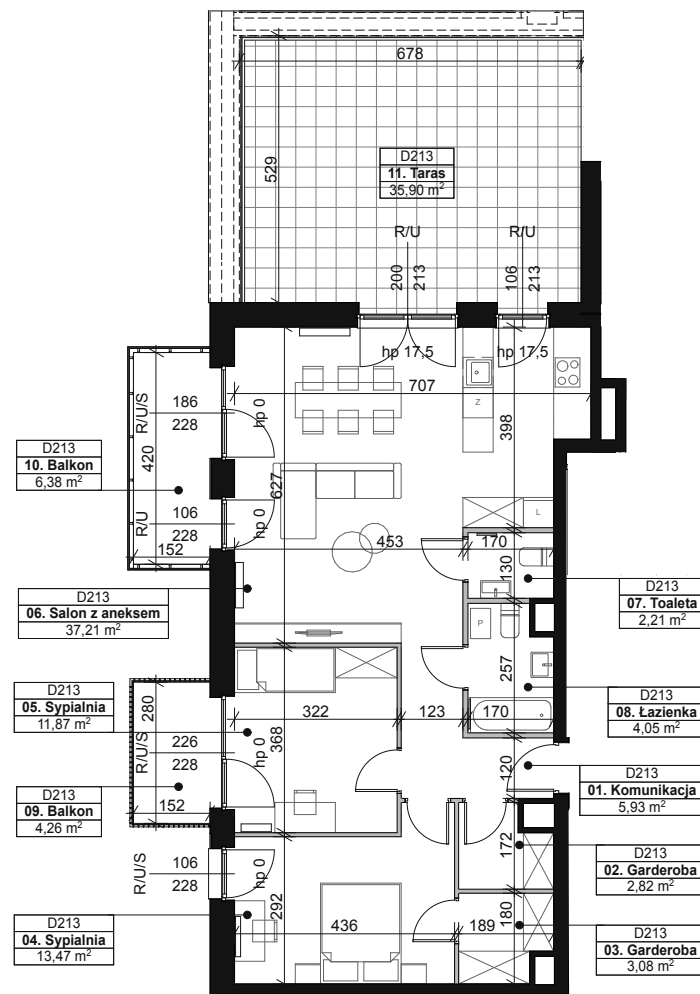 678
529
D213
11. Taras
35,90 m²
R/U
200
213
R/U
106
213
hp 17,5
hp 17,5
707
Z
398
R/U/S
186
228
hp 0
420
627
D213
10. Balkon
6,38 m²
R/U
106
228
hp 0
152
L
453
170
130
D213
06. Salon z aneksem
37,21 m²
D213
07. Toaleta
2,21 m²
P
257
D213
05. Sypialnia
11,87 m²
280
R/U/S
226
228
hp 0
322
368
123
170
D213
08. Łazienka
4,05 m²
120
D213
01. Komunikacja
5,93 m²
D213
09. Balkon
4,26 m²
152
R/U/S
106
228
hp 0
292
172
D213
02. Garderoba
2,82 m²
D213
04. Sypialnia
13,47 m²
436
189
180
D213
03. Garderoba
3,08 m²